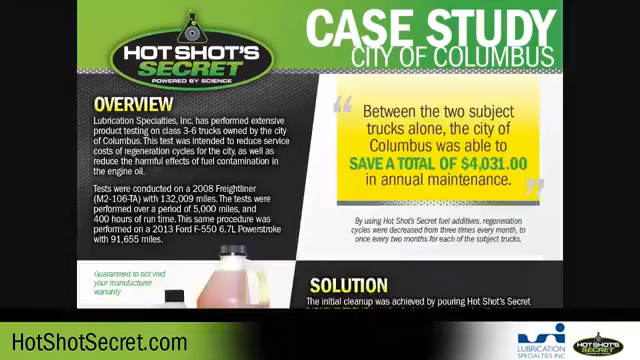 HOT SHOT'S
SECRET
POWERED BY SCIENCE
CASE STUDY
CITY OF COLUMBUS
OVERVIEW
Lubrication Specialties, Inc. has performed extensive
product testing on class 3-6 trucks owned by the city
of Columbus. This test was intended to reduce service
costs of regeneration cycles for the city, as well as
reduce the harmful effects of fuel contamination in
the engine oil.
Tests were conducted on a 2008 Freightliner
(M2-106-TA) with 132,009 miles. The tests were
performed over a period of 5,000 miles, and
400 hours of run time. This same procedure was
performed on a 2013 Ford F-550 6.7L Powerstroke
with 91,655 miles.
“
Between the two subject
trucks alone, the city of
Columbus was able to
SAVE A TOTAL OF $4,031.00
in annual maintenance.
”
By using Hot Shot's Secret fuel additives, regeneration
cycles were decreased from three times every month, to
once every two months for each of the subject trucks.
Guaranteed to not void
your manufacturer
warranty
SOLUTION
The initial cleanup was achieved by pouring Hot Shot's Secret
HotShotSecret.com
LUBRICATION
SPECIALTIES INC
HOT SHOT'S
SECRET